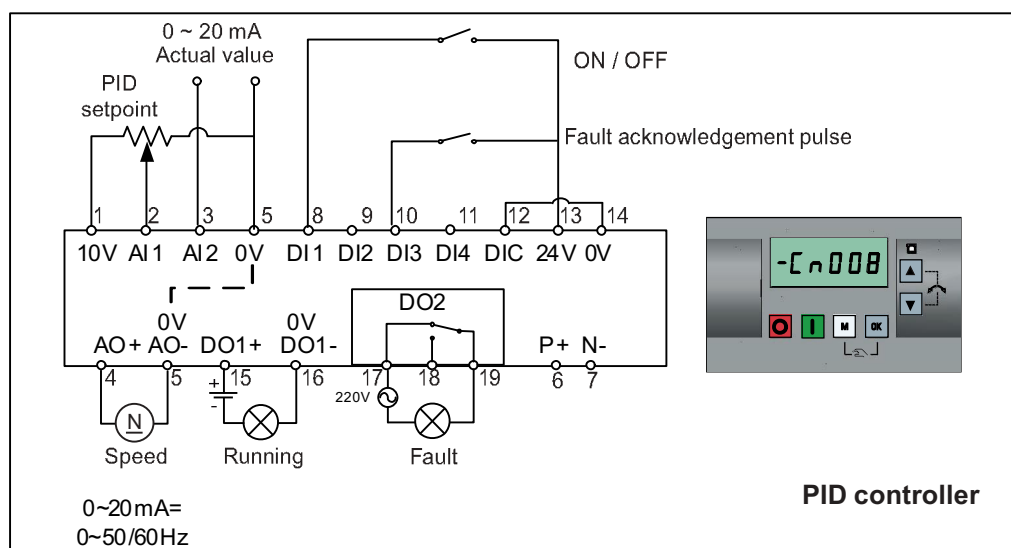 0 ~ 20 mA
Actual value
PID
setpoint
ON / OFF
Fault acknowledgement pulse
1 2 3 5 8 9 10 11 12 13 14
10V AI1 AI2 0V DI1 DI2 DI3 DI4 DIC 24V 0V
-Cn008
DO2
0V 0V
AO+ AO- DO1+ DO1- P+ N-
M OK
4 5 15 16 17 18 19 6 7
+
-
220V
N
Speed Running Fault
PID controller
0~20mA=
0~50/60Hz